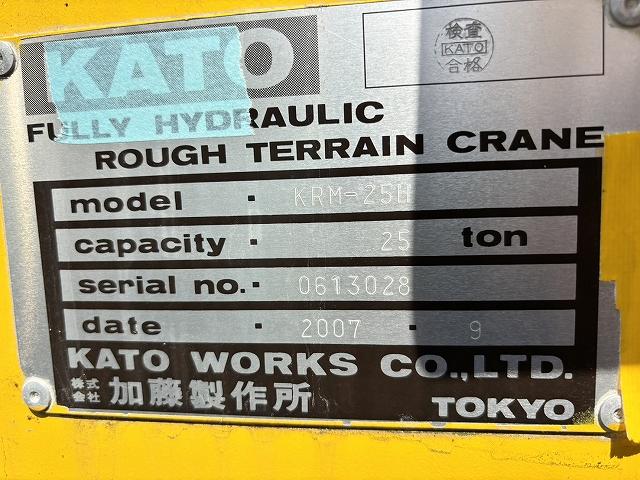 KATO
検査
KATO
合格
FULLY HYDRAULIC
ROUGH TERRAIN CRANE
model · KRM-25H
capacity · 25 ton
serial no. · 0613028
date · 2007 · 9
KATO WORKS CO.,LTD.
株式会社 加藤製作所 TOKYO